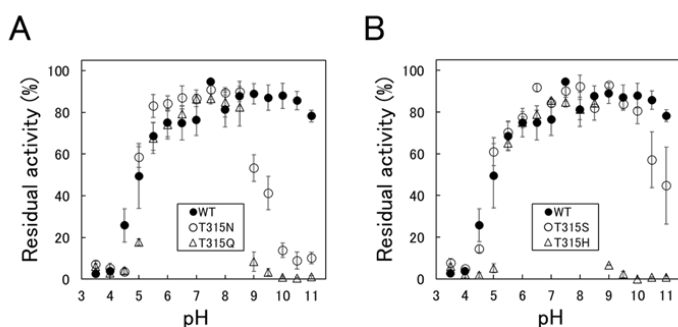 A
Residual activity (%)
100
80
60
40
20
0
3 4 5 6 7 8 9 10 11
pH
WT
T315N
T315Q
B
Residual activity (%)
100
80
60
40
20
0
3 4 5 6 7 8 9 10 11
pH
WT
T315S
T315H